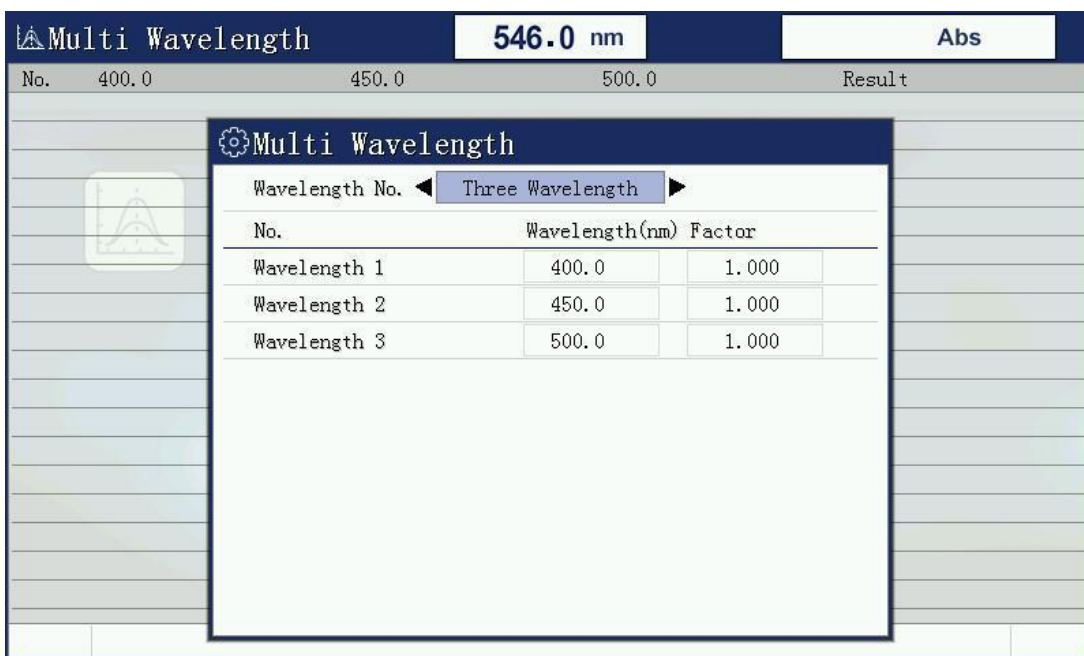 Multi Wavelength 546.0 nm Abs
No. 400.0 450.0 500.0 Result
Multi Wavelength
Wavelength No. Three Wavelength
No. Wavelength(nm) Factor
Wavelength 1 400.0 1.000
Wavelength 2 450.0 1.000
Wavelength 3 500.0 1.000